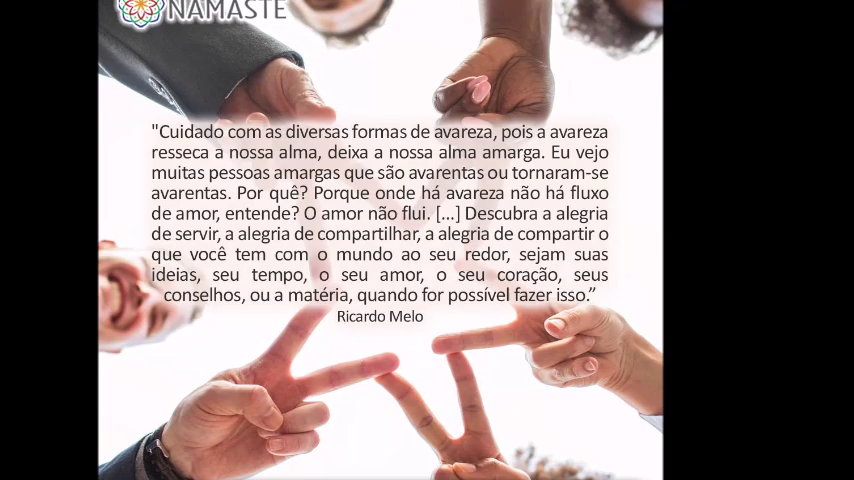 NAMASTE
"Cuidado com as diversas formas de avareza, pois a avareza
resseca a nossa alma, deixa a nossa alma amarga. Eu vejo
muitas pessoas amargas que são avarentas ou tornaram-se
avarentas. Por quê? Porque onde há avareza não há fluxo
de amor, entende? O amor não flui. [...] Descubra a alegria
de servir, a alegria de compartilhar, a alegria de compartir o
que você tem com o mundo ao seu redor, sejam suas
ideias, seu tempo, o seu amor, o seu coração, seus
conselhos, ou a matéria, quando for possível fazer isso.”
Ricardo Melo